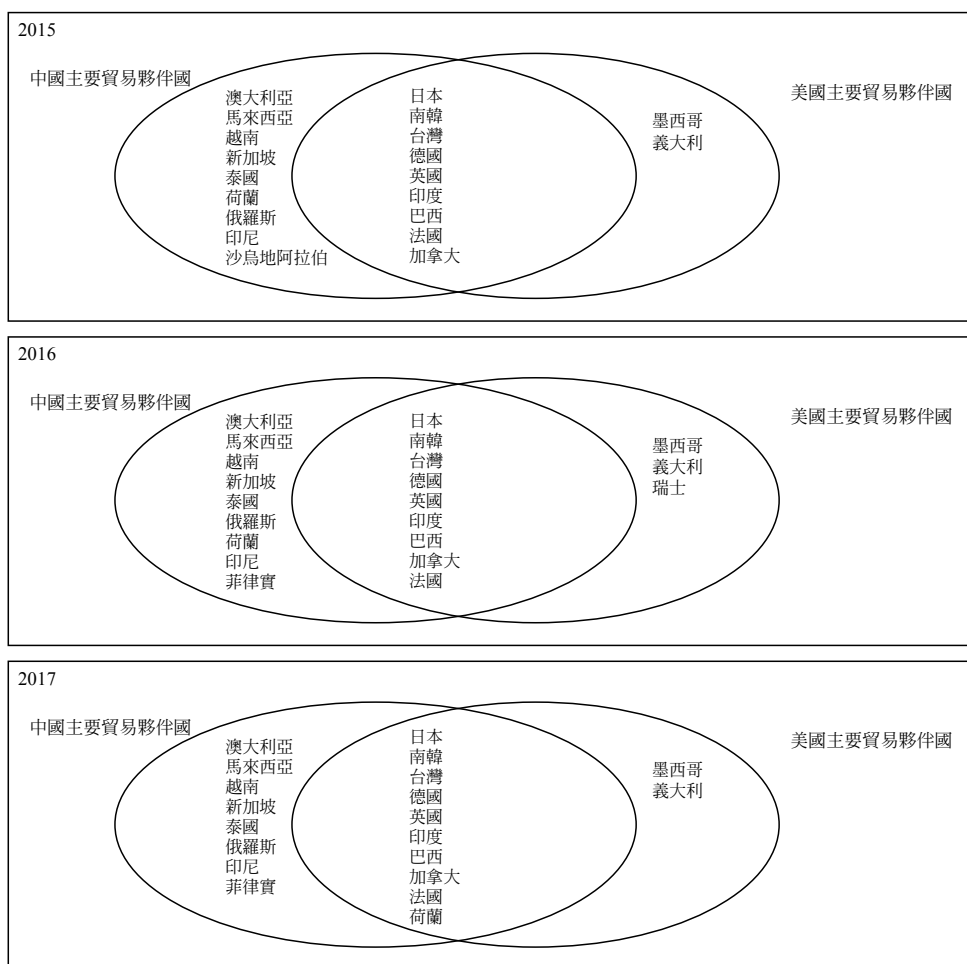 2015
中國主要貿易夥伴國
澳大利亞
馬來西亞
越南
新加坡
泰國
荷蘭
俄羅斯
印尼
沙烏地阿拉伯
日本
南韓
台灣
德國
英國
印度
巴西
法國
加拿大
墨西哥
義大利
美國主要貿易夥伴國
2016
中國主要貿易夥伴國
澳大利亞
馬來西亞
越南
新加坡
泰國
俄羅斯
荷蘭
印尼
菲律賓
日本
南韓
台灣
德國
英國
印度
巴西
加拿大
法國
墨西哥
義大利
瑞士
美國主要貿易夥伴國
2017
中國主要貿易夥伴國
澳大利亞
馬來西亞
越南
新加坡
泰國
俄羅斯
印尼
菲律賓
日本
南韓
台灣
德國
英國
印度
巴西
加拿大
法國
荷蘭
墨西哥
義大利
美國主要貿易夥伴國